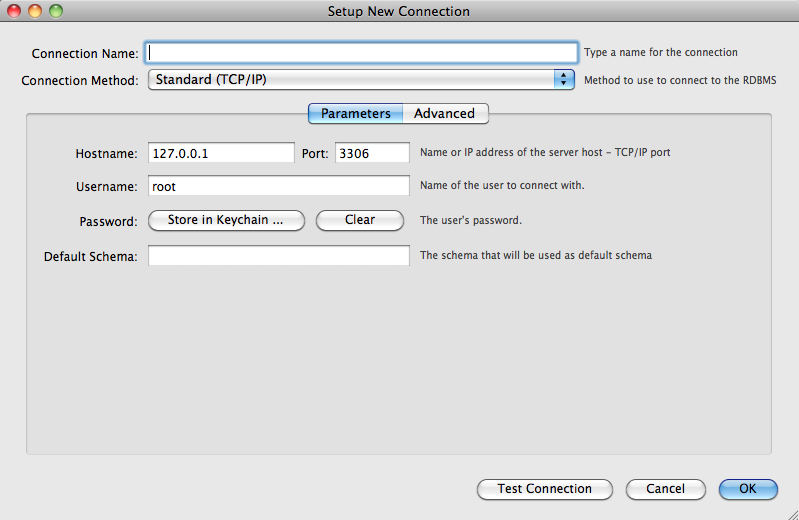 Setup New Connection
Connection Name: Type a name for the connection
Connection Method: Standard (TCP/IP) Method to use to connect to the RDBMS
Parameters Advanced
Hostname: 127.0.0.1 Port: 3306 Name or IP address of the server host - TCP/IP port
Username: root Name of the user to connect with.
Password: Store in Keychain ... Clear The user's password.
Default Schema: The schema that will be used as default schema
Test Connection Cancel OK